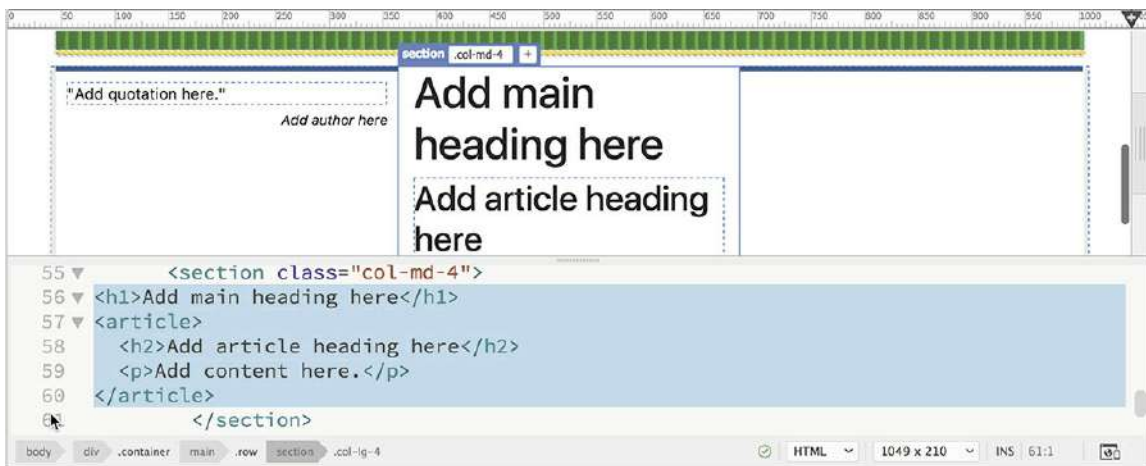 0 50 100 150 200 250 300 350 400 450 500 550 600 650 700 750 800 850 900 950 1000
section .col-md-4 +
"Add quotation here."
Add author here
Add main
heading here
Add article heading
here
55 <section class="col-md-4">
56 <h1>Add main heading here</h1>
57 <article>
58 <h2>Add article heading here</h2>
59 <p>Add content here.</p>
60 </article>
</section>
body div .container main .row section .col-lg-4 HTML 1049 x 210 INS 61:1